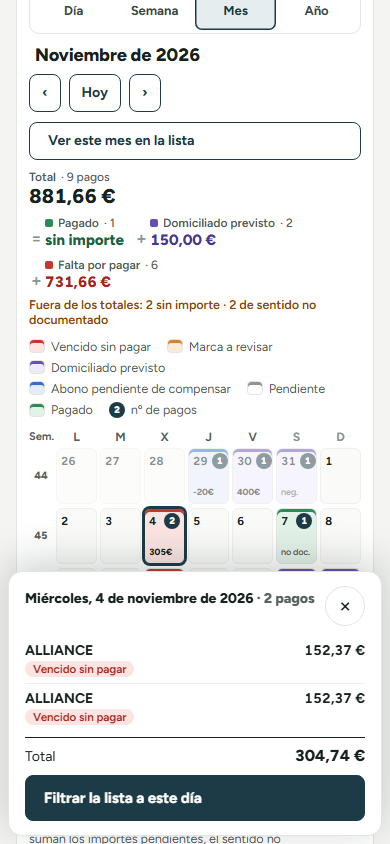 Día Semana Mes Año
Noviembre de 2026
‹ Hoy ›
Ver este mes en la lista
Total · 9 pagos
881,66 €
Pagado · 1 Domiciliado previsto · 2
= sin importe + 150,00 €
Falta por pagar · 6
+ 731,66 €
Fuera de los totales: 2 sin importe · 2 de sentido no
documentado
Vencido sin pagar Marca a revisar
Domiciliado previsto
Abono pendiente de compensar Pendiente
Pagado 2 nº de pagos
Sem. L M X J V S D
44 26 27 28 29 1 30 1 31 1 1
-20€ 400€ neg.
45 2 3 4 2 5 6 7 1 8
305€ no doc.
Miércoles, 4 de noviembre de 2026 · 2 pagos ✕
ALLIANCE 152,37 €
Vencido sin pagar
ALLIANCE 152,37 €
Vencido sin pagar
Total 304,74 €
Filtrar la lista a este día
suman los importes pendientes, el sentido no